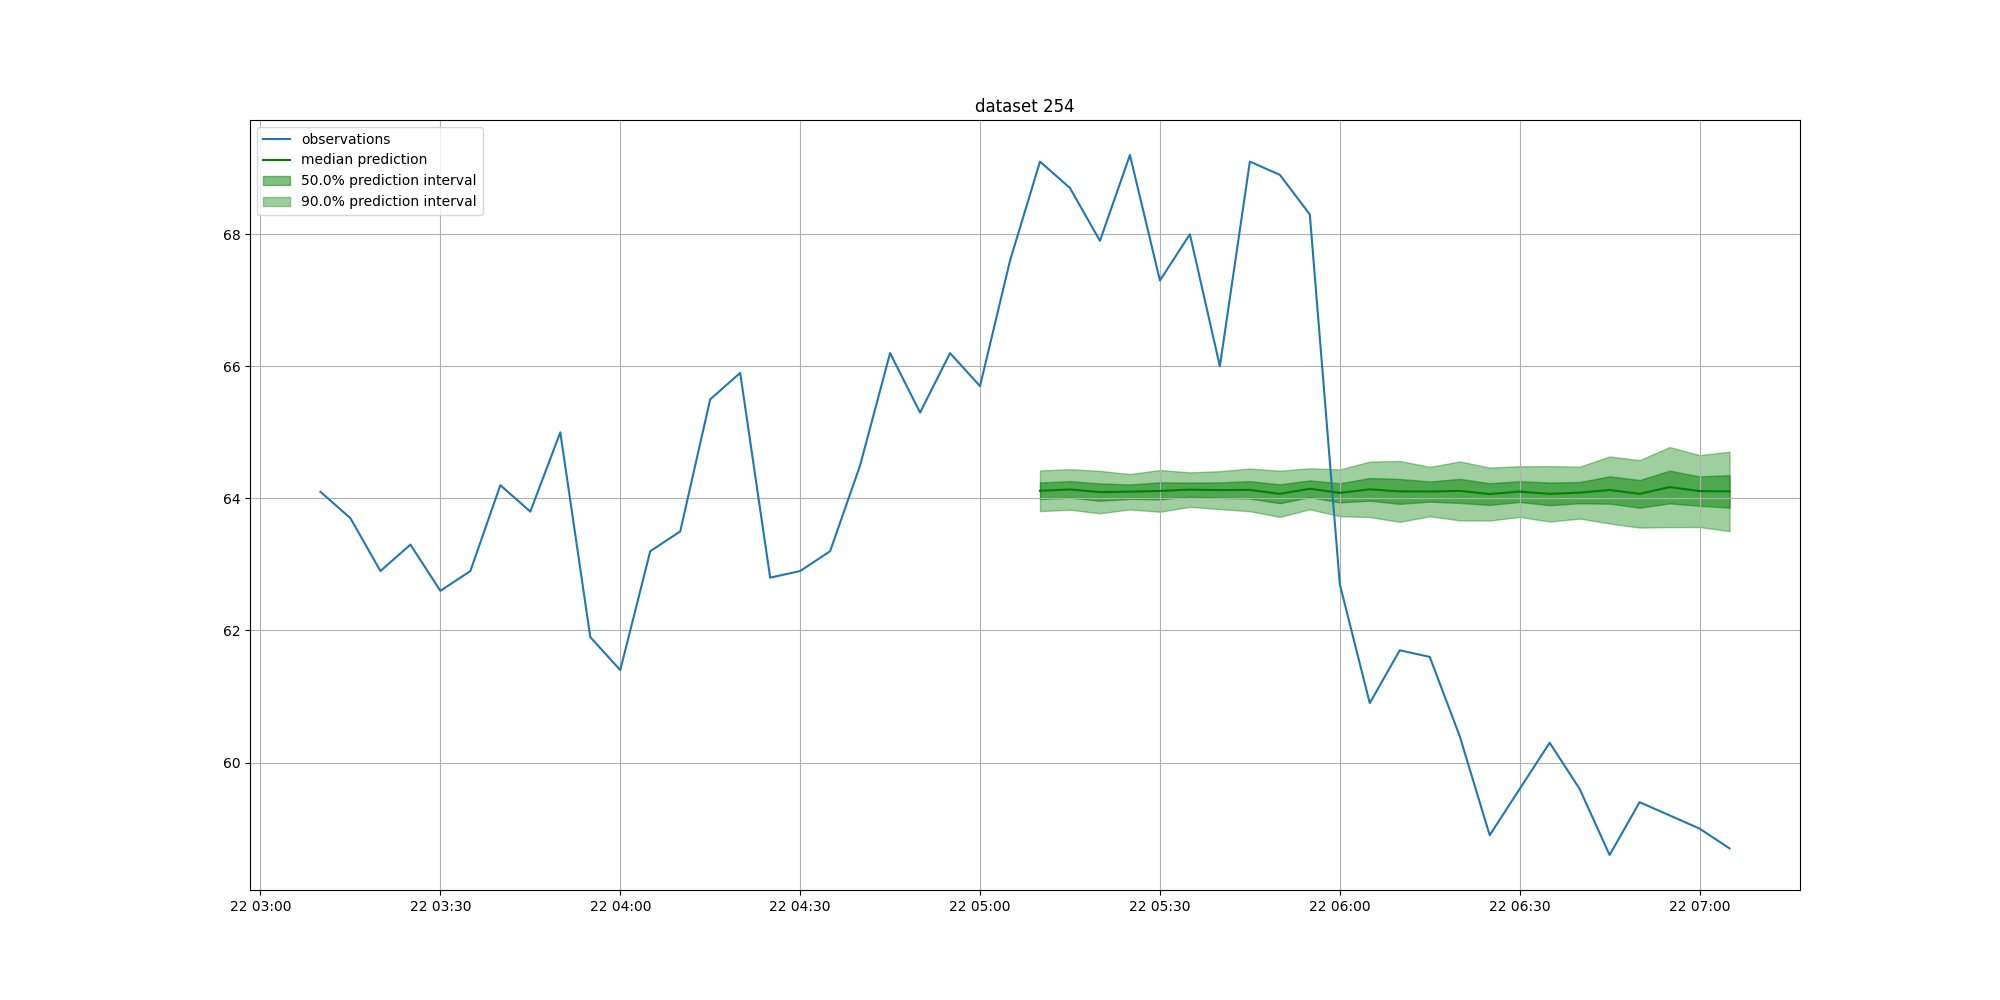 dataset 254
observations
median prediction
50.0% prediction interval
90.0% prediction interval
68
66
64
62
60
22 03:00 22 03:30 22 04:00 22 04:30 22 05:00 22 05:30 22 06:00 22 06:30 22 07:00